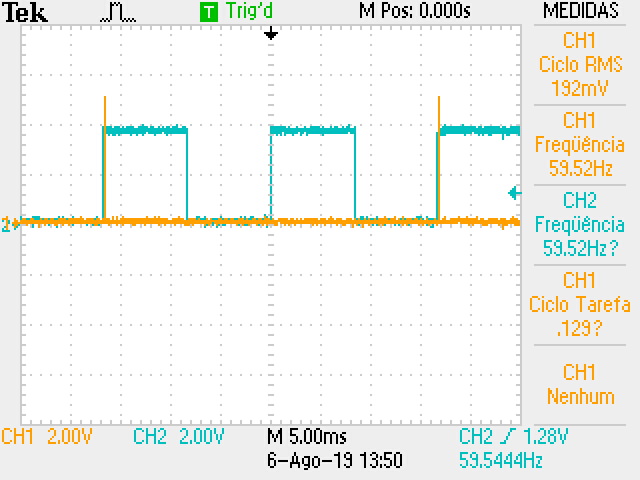 Tek T Trig'd M Pos: 0.000s MEDIDAS
CH1
Ciclo RMS
192mV
CH1
Freqüência
59.52Hz
CH2
Freqüência
59.52Hz?
CH1
Ciclo Tarefa
.129?
CH1
Nenhum
2
CH1 2.00V CH2 2.00V M 5.00ms CH2 1.28V
6-Ago-19 13:50 59.5444Hz